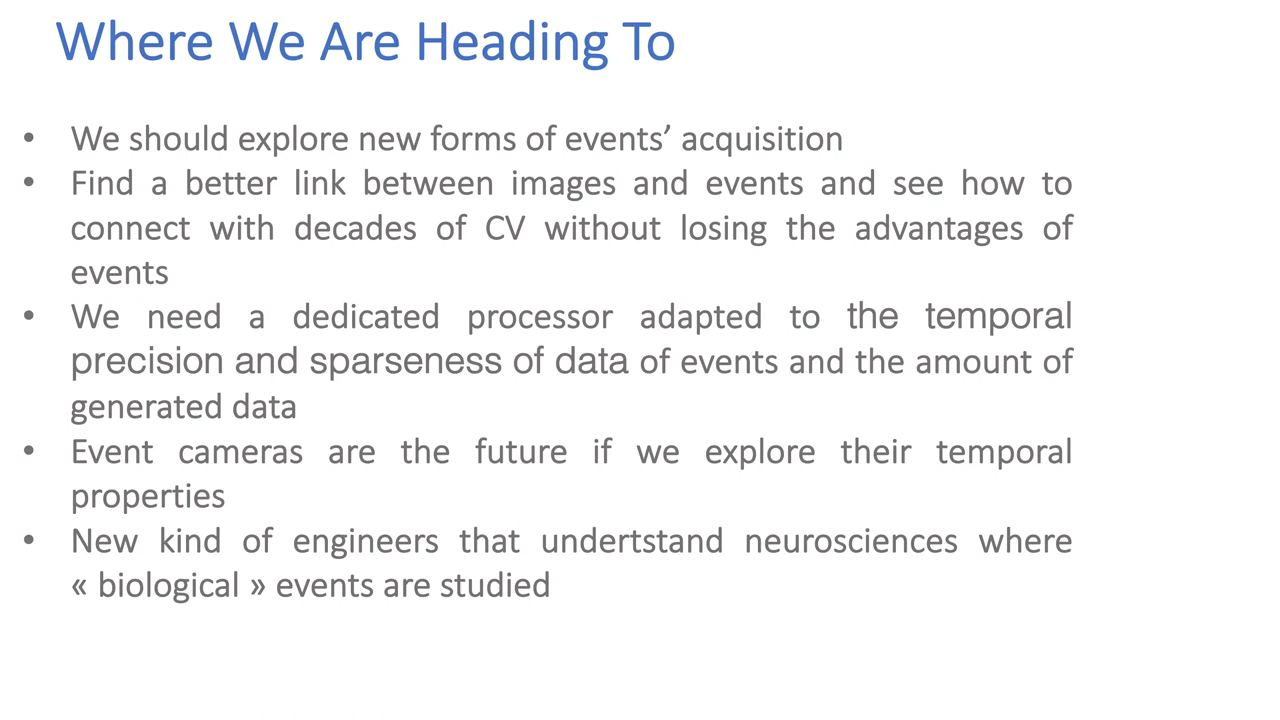 Where We Are Heading To
• We should explore new forms of events’ acquisition
• Find a better link between images and events and see how to
connect with decades of CV without losing the advantages of
events
• We need a dedicated processor adapted to the temporal
precision and sparseness of data of events and the amount of
generated data
• Event cameras are the future if we explore their temporal
properties
• New kind of engineers that undertstand neurosciences where
« biological » events are studied